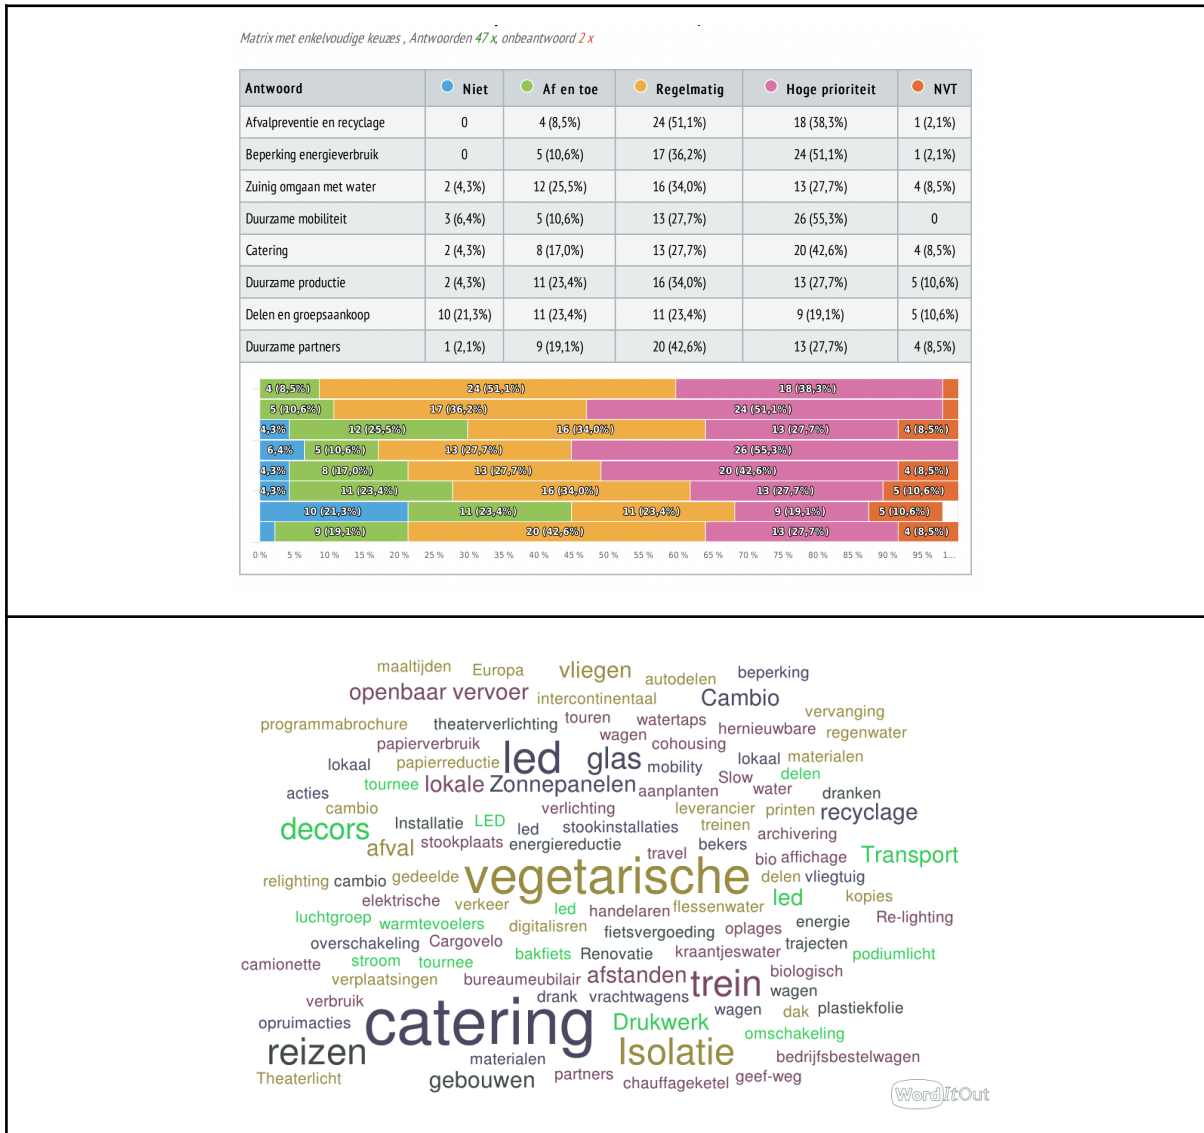 Matrix met enkelvoudige keuzes , Antwoorden 47 x, onbeantwoord 2 x
Antwoord Niet Af en toe Regelmatig Hoge prioriteit NVT
Afvalpreventie en recyclage 0 4 (8,5%) 24 (51,1%) 18 (38,3%) 1 (2,1%)
Beperking energieverbruik 0 5 (10,6%) 17 (36,2%) 24 (51,1%) 1 (2,1%)
Zuinig omgaan met water 2 (4,3%) 12 (25,5%) 16 (34,0%) 13 (27,7%) 4 (8,5%)
Duurzame mobiliteit 3 (6,4%) 5 (10,6%) 13 (27,7%) 26 (55,3%) 0
Catering 2 (4,3%) 8 (17,0%) 13 (27,7%) 20 (42,6%) 4 (8,5%)
Duurzame productie 2 (4,3%) 11 (23,4%) 16 (34,0%) 13 (27,7%) 5 (10,6%)
Delen en groepsaankoop 10 (21,3%) 11 (23,4%) 11 (23,4%) 9 (19,1%) 5 (10,6%)
Duurzame partners 1 (2,1%) 9 (19,1%) 20 (42,6%) 13 (27,7%) 4 (8,5%)
4 (8,5%) 24 (51,1%) 18 (38,3%)
5 (10,6%) 17 (36,2%) 24 (51,1%)
4,3% 12 (25,5%) 16 (34,0%) 13 (27,7%) 4 (8,5%)
6,4% 5 (10,6%) 13 (27,7%) 26 (55,3%)
4,3% 8 (17,0%) 13 (27,7%) 20 (42,6%) 4 (8,5%)
4,3% 11 (23,4%) 16 (34,0%) 13 (27,7%) 5 (10,6%)
10 (21,3%) 11 (23,4%) 11 (23,4%) 9 (19,1%) 5 (10,6%)
9 (19,1%) 20 (42,6%) 13 (27,7%) 4 (8,5%)
0 % 5 % 10 % 15 % 20 % 25 % 30 % 35 % 40 % 45 % 50 % 55 % 60 % 65 % 70 % 75 % 80 % 85 % 90 % 95 % 1...
maaltijden Europa vliegen autodelen beperking
openbaar vervoer intercontinentaal Cambio
programmabrochure theaterverlichting touren watertaps hernieuwbare vervanging
wagen regenwater
papierverbruik led glas cohousing
lokaal papierreductie mobility lokaal materialen
tournee lokale Zonnepanelen aanplanten Slow delen
acties water dranken
cambio verlichting leverancier printen recyclage
decors Installatie LED led stookinstallaties treinen archivering
afval stookplaats energiereductie travel bekers bio affichage Transport
relighting cambio gedeelde vegetarische delen vliegtuig
elektrische verkeer led handelaren flessenwater led kopies
luchtgroep warmtevoelers digitalisren fietsvergoeding oplages energie Re-lighting
overschakeling Cargovelo bakfiets Renovatie kraantjeswater trajecten podiumlicht
camionette stroom tournee
verplaatsingen bureaumeubilair afstanden trein biologisch
verbruik drank vrachtwagens wagen wagen dak plastiekfolie
opruimacties catering Drukwerk omschakeling
reizen materialen Isolatie bedrijfsbestelwagen
Theaterlicht gebouwen partners chauffageketel geef-weg
WordItOut